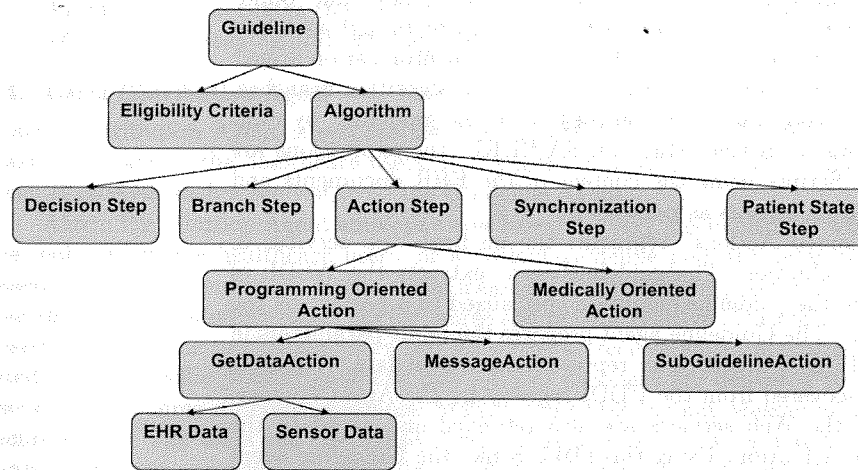 Guideline
Eligibility Criteria
Algorithm
Decision Step
Branch Step
Action Step
Synchronization
Step
Patient State
Step
Programming Oriented
Action
Medically Oriented
Action
GetDataAction
MessageAction
SubGuidelineAction
EHR Data
Sensor Data